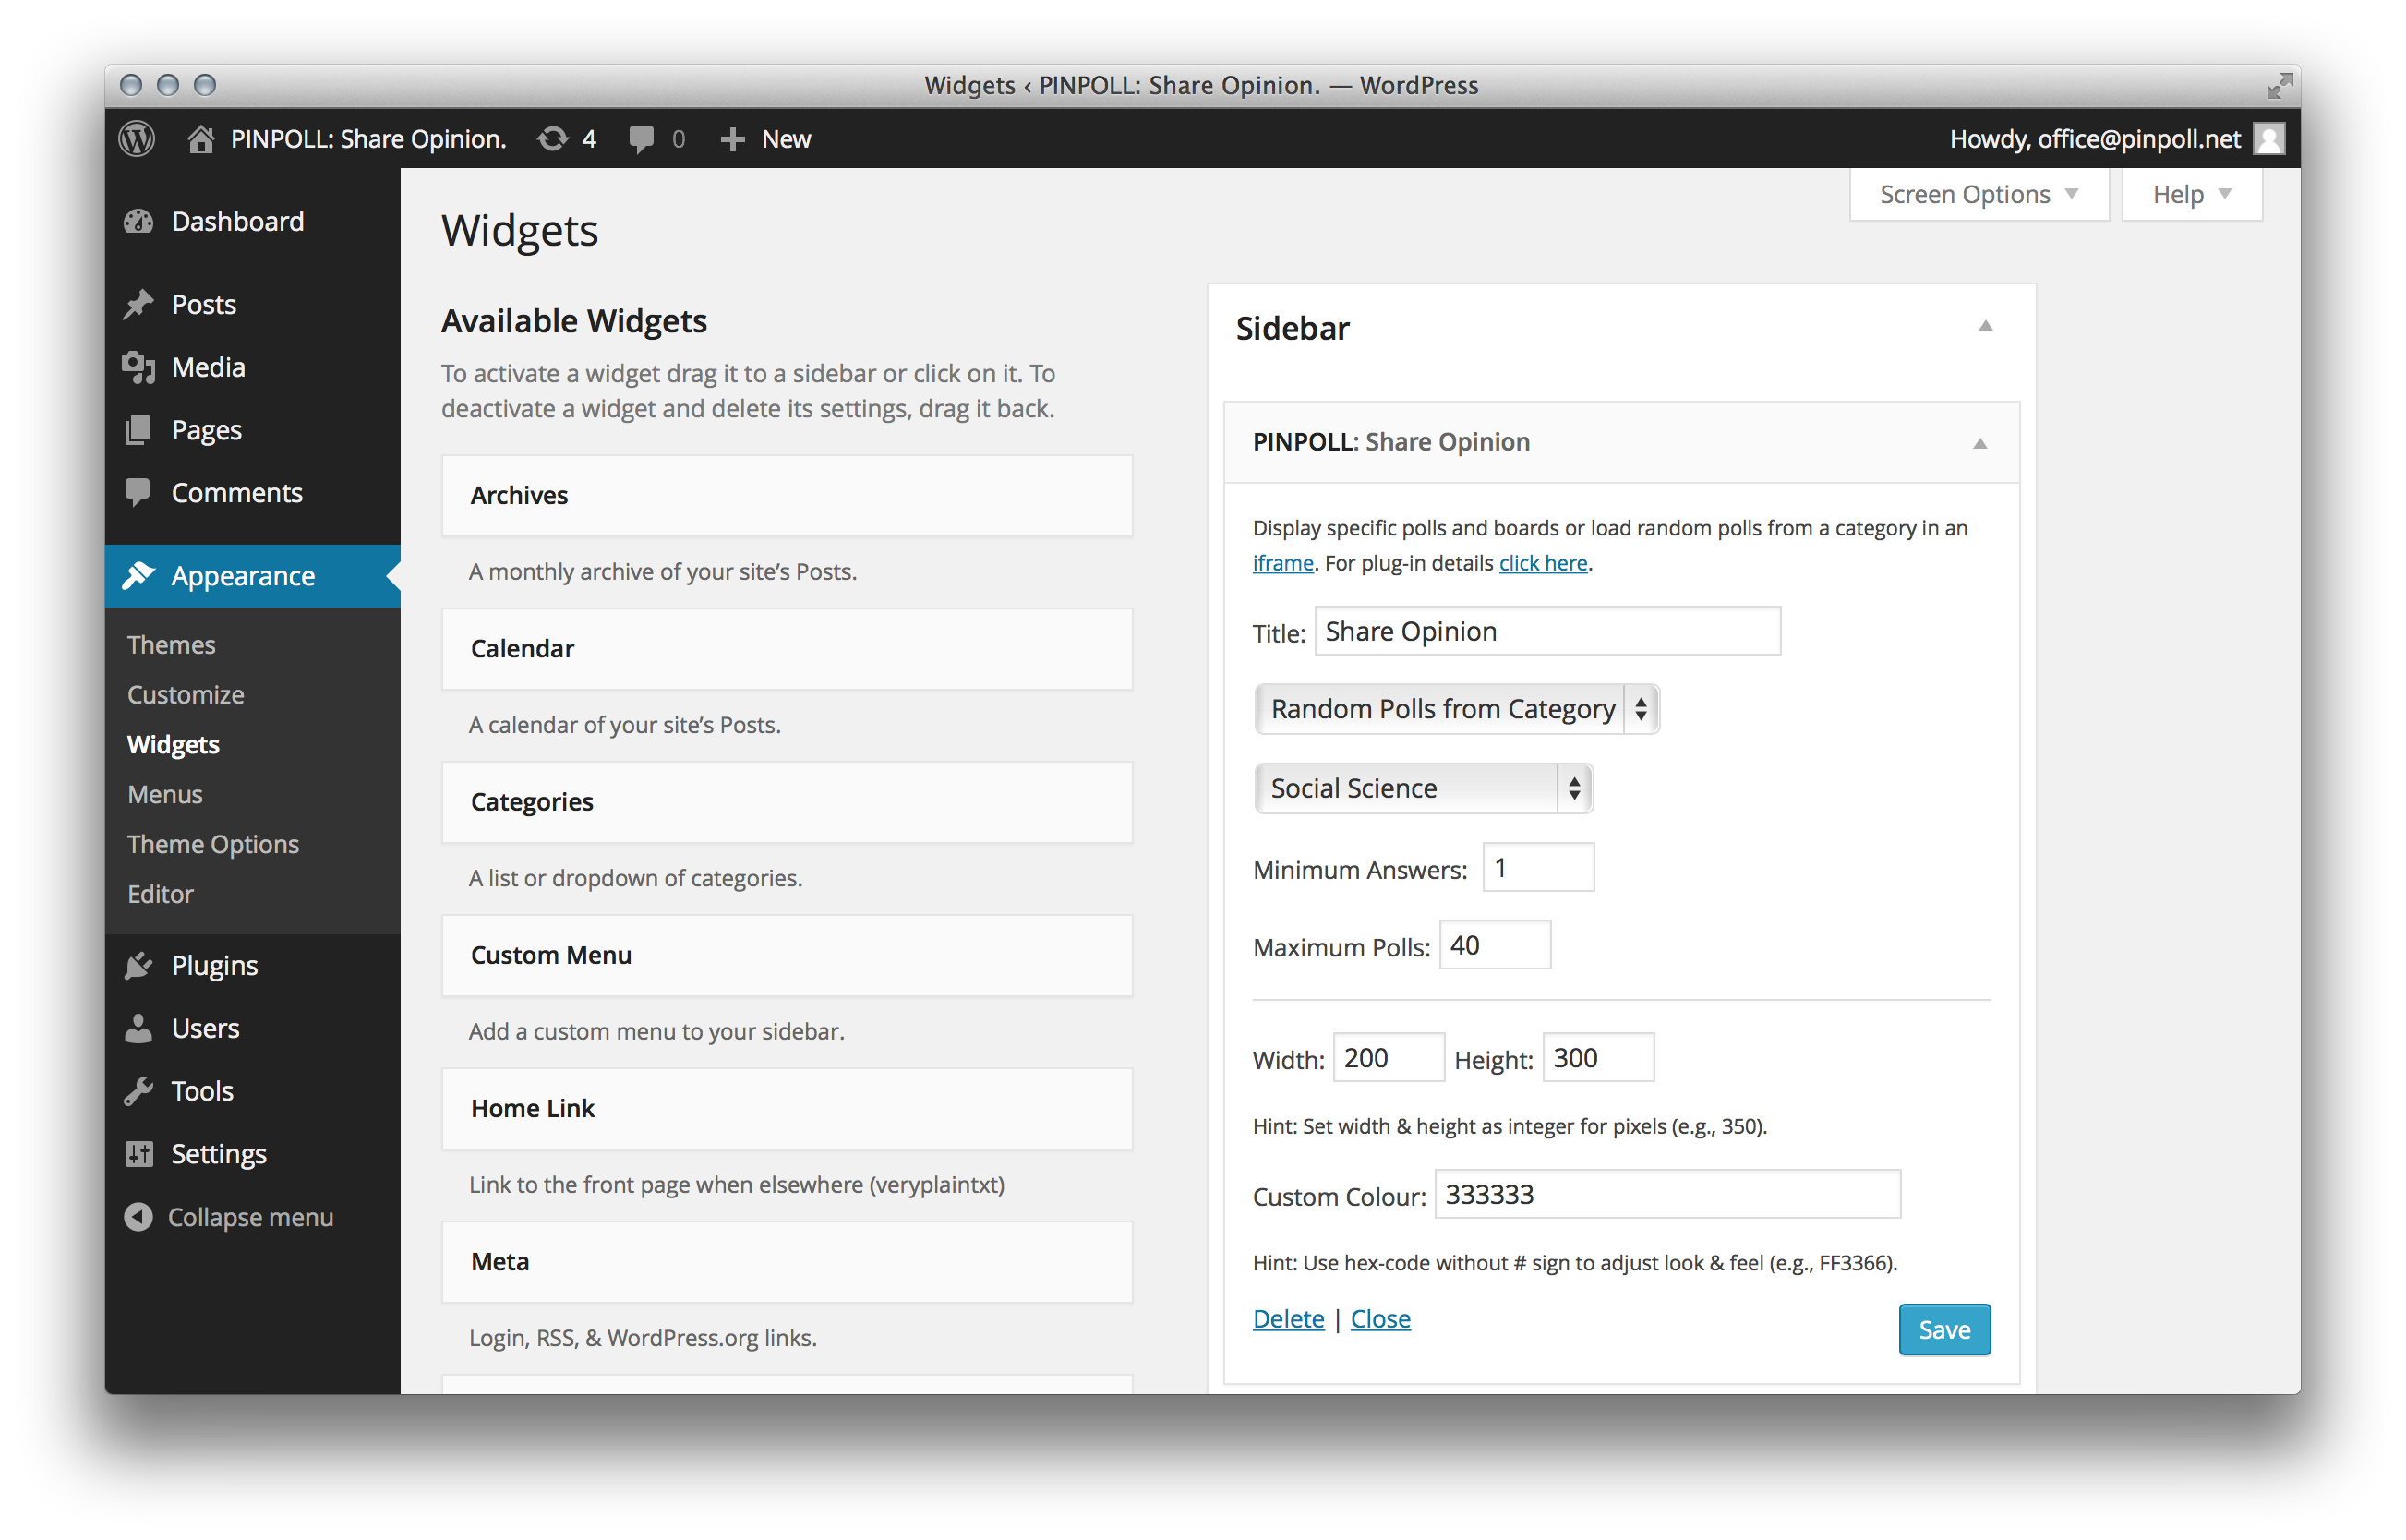 Widgets ‹ PINPOLL: Share Opinion. — WordPress
PINPOLL: Share Opinion. 4 0 New
Howdy, office@pinpoll.net
Screen Options
Help
Dashboard
Posts
Media
Pages
Comments
Appearance
Themes
Customize
Widgets
Menus
Theme Options
Editor
Plugins
Users
Tools
Settings
Collapse menu
Widgets
Available Widgets
To activate a widget drag it to a sidebar or click on it. To
deactivate a widget and delete its settings, drag it back.
Archives
A monthly archive of your site’s Posts.
Calendar
A calendar of your site’s Posts.
Categories
A list or dropdown of categories.
Custom Menu
Add a custom menu to your sidebar.
Home Link
Link to the front page when elsewhere (veryplaintxt)
Meta
Login, RSS, & WordPress.org links.
Sidebar
PINPOLL: Share Opinion
Display specific polls and boards or load random polls from a category in an
iframe. For plug-in details click here.
Title: Share Opinion
Random Polls from Category
Social Science
Minimum Answers: 1
Maximum Polls: 40
Width: 200 Height: 300
Hint: Set width & height as integer for pixels (e.g., 350).
Custom Colour: 333333
Hint: Use hex-code without # sign to adjust look & feel (e.g., FF3366).
Delete | Close
Save